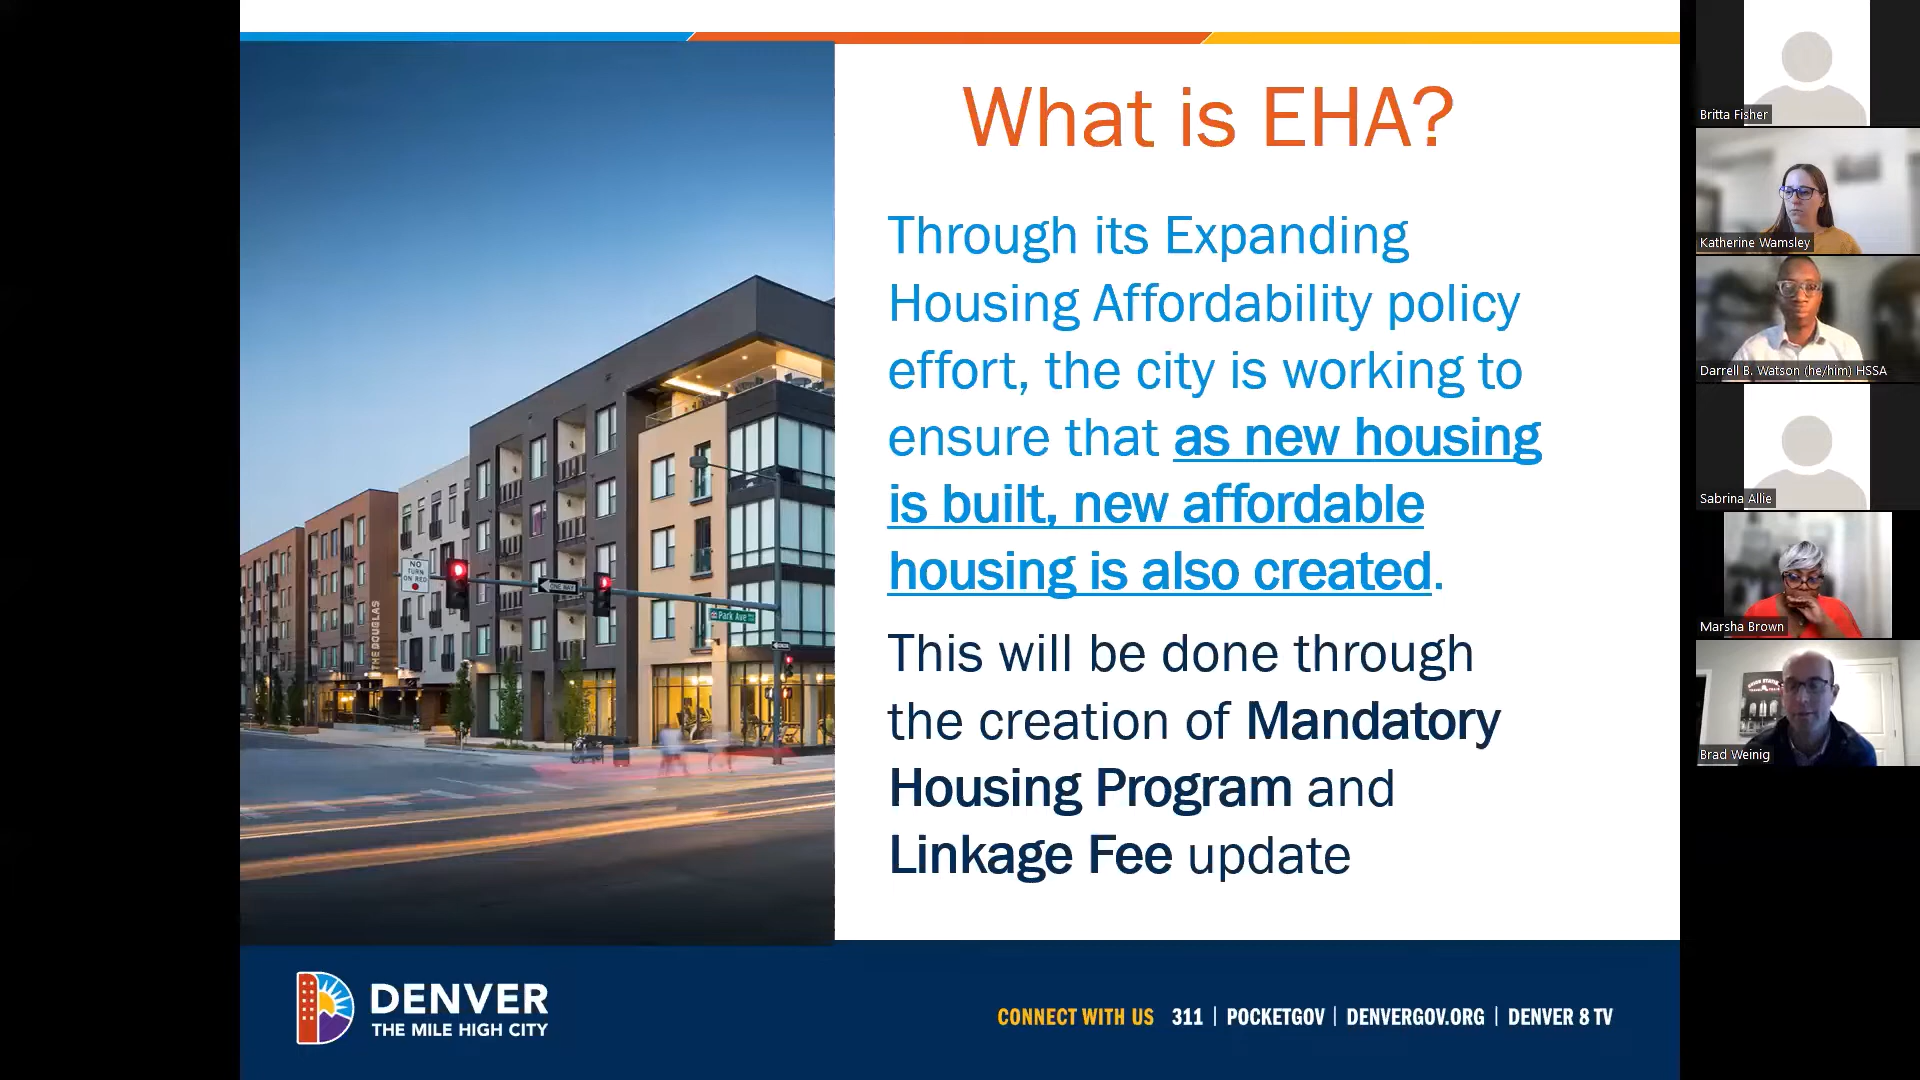 What is EHA?
Through its Expanding
Housing Affordability policy
effort, the city is working to
ensure that as new housing
is built, new affordable
housing is also created.
This will be done through
the creation of Mandatory
Housing Program and
Linkage Fee update
NO
TURN
ON RED
ONE WAY
Park Ave
THE DOUGLAS
DENVER
THE MILE HIGH CITY
CONNECT WITH US 311 | POCKETGOV | DENVERGOV.ORG | DENVER 8 TV
Britta Fisher
Katherine Wamsley
Darrell B. Watson (he/him) HSSA
Sabrina Allie
Marsha Brown
Brad Weinig